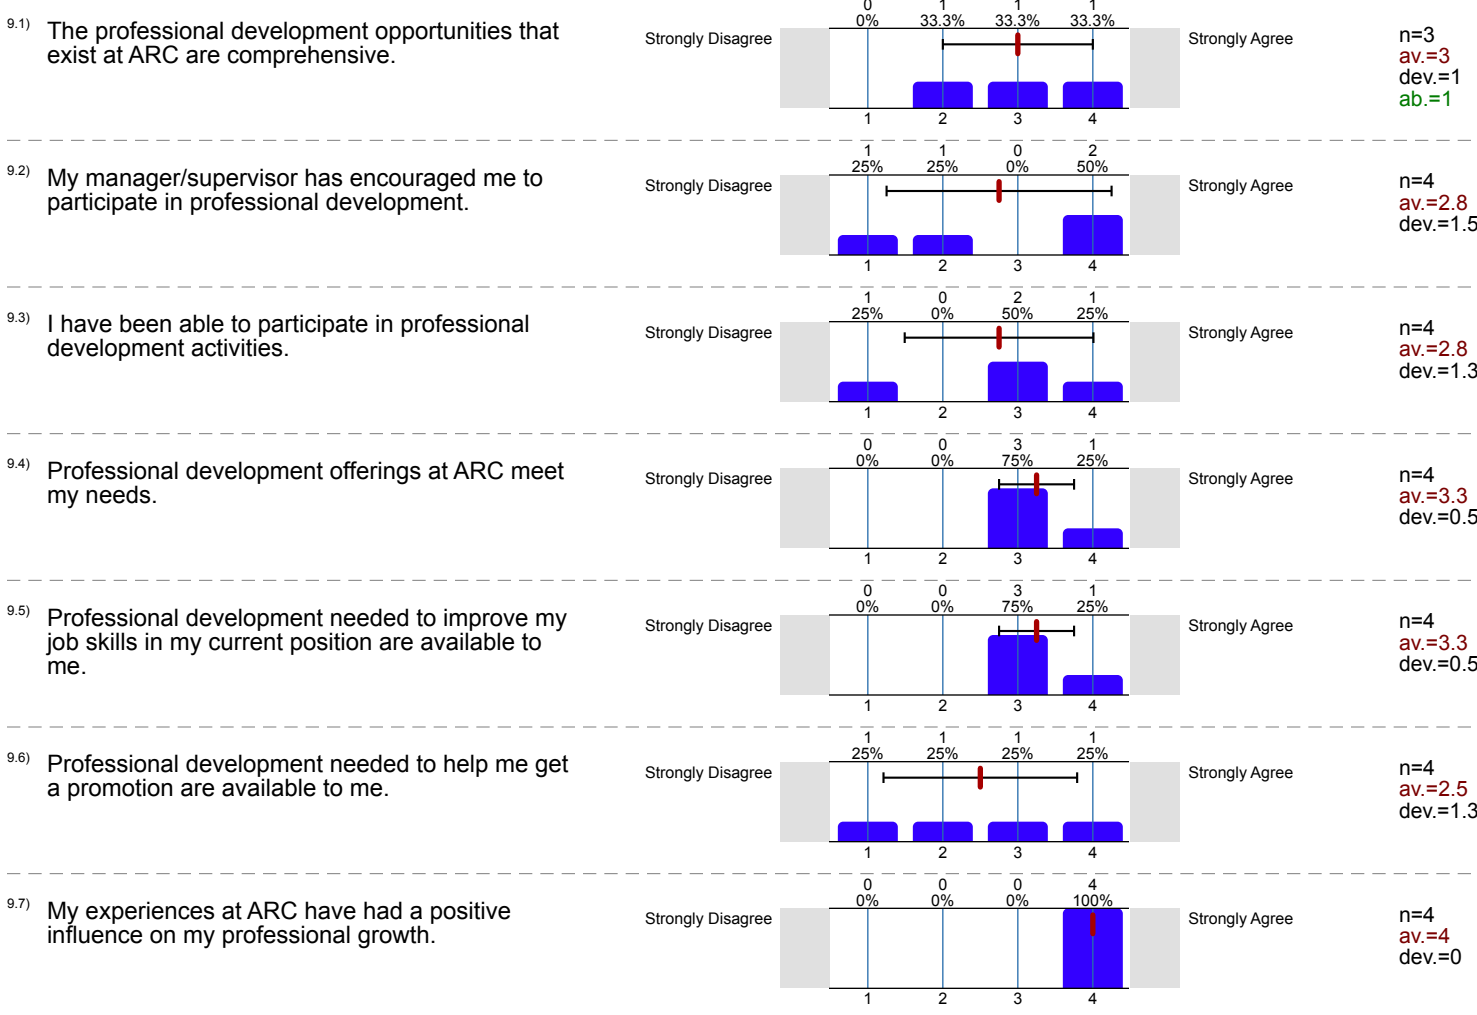 0 1 1 1
0% 33.3% 33.3% 33.3%
9.1) The professional development opportunities that
exist at ARC are comprehensive.
Strongly Disagree
Strongly Agree
n=3
av.=3
dev.=1
ab.=1
1 2 3 4
1 1 0 2
25% 25% 0% 50%
9.2) My manager/supervisor has encouraged me to
participate in professional development.
Strongly Disagree
Strongly Agree
n=4
av.=2.8
dev.=1.5
1 2 3 4
1 0 2 1
25% 0% 50% 25%
9.3) I have been able to participate in professional
development activities.
Strongly Disagree
Strongly Agree
n=4
av.=2.8
dev.=1.3
1 2 3 4
0 0 3 1
0% 0% 75% 25%
9.4) Professional development offerings at ARC meet
my needs.
Strongly Disagree
Strongly Agree
n=4
av.=3.3
dev.=0.5
1 2 3 4
0 0 3 1
0% 0% 75% 25%
9.5) Professional development needed to improve my
job skills in my current position are available to
me.
Strongly Disagree
Strongly Agree
n=4
av.=3.3
dev.=0.5
1 2 3 4
1 1 1 1
25% 25% 25% 25%
9.6) Professional development needed to help me get
a promotion are available to me.
Strongly Disagree
Strongly Agree
n=4
av.=2.5
dev.=1.3
1 2 3 4
0 0 0 4
0% 0% 0% 100%
9.7) My experiences at ARC have had a positive
influence on my professional growth.
Strongly Disagree
Strongly Agree
n=4
av.=4
dev.=0
1 2 3 4